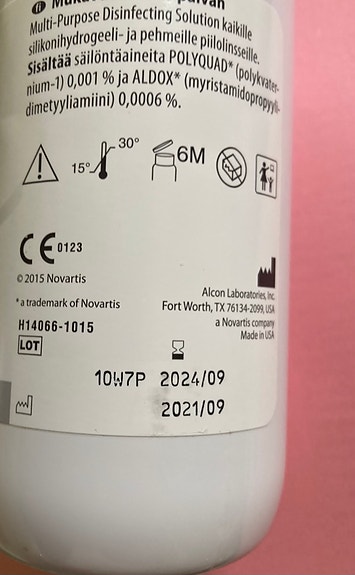 fi
Multi-Purpose Disinfecting Solution kaikille
silikonihydrogeeli- ja pehmeille piilolinsseille.
Sisältää säilöntäaineita POLYQUAD* (polykvater-
nium-1) 0,001 % ja ALDOX* (myristamidopropyyli-
dimetyyliamiini) 0,0006 %.
15° 30° 6M
CE 0123
© 2015 Novartis
* a trademark of Novartis
H14066-1015
LOT
Alcon Laboratories, Inc.
Fort Worth, TX 76134-2099, USA
a Novartis company
Made in USA
10W7P 2024/09
2021/09